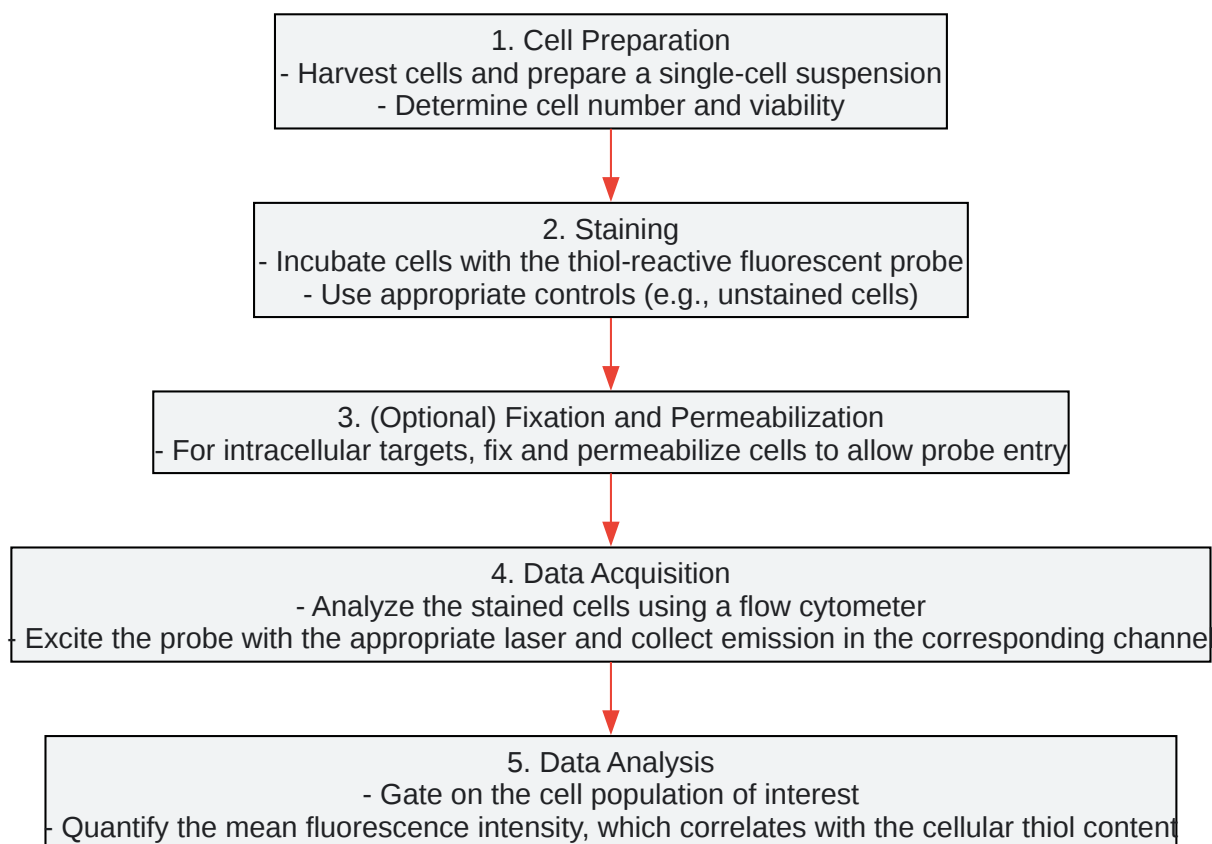 1. Cell Preparation
- Harvest cells and prepare a single-cell suspension
- Determine cell number and viability
2. Staining
- Incubate cells with the thiol-reactive fluorescent probe
- Use appropriate controls (e.g., unstained cells)
3. (Optional) Fixation and Permeabilization
- For intracellular targets, fix and permeabilize cells to allow probe entry
4. Data Acquisition
- Analyze the stained cells using a flow cytometer
- Excite the probe with the appropriate laser and collect emission in the corresponding channel
5. Data Analysis
- Gate on the cell population of interest
- Quantify the mean fluorescence intensity, which correlates with the cellular thiol content